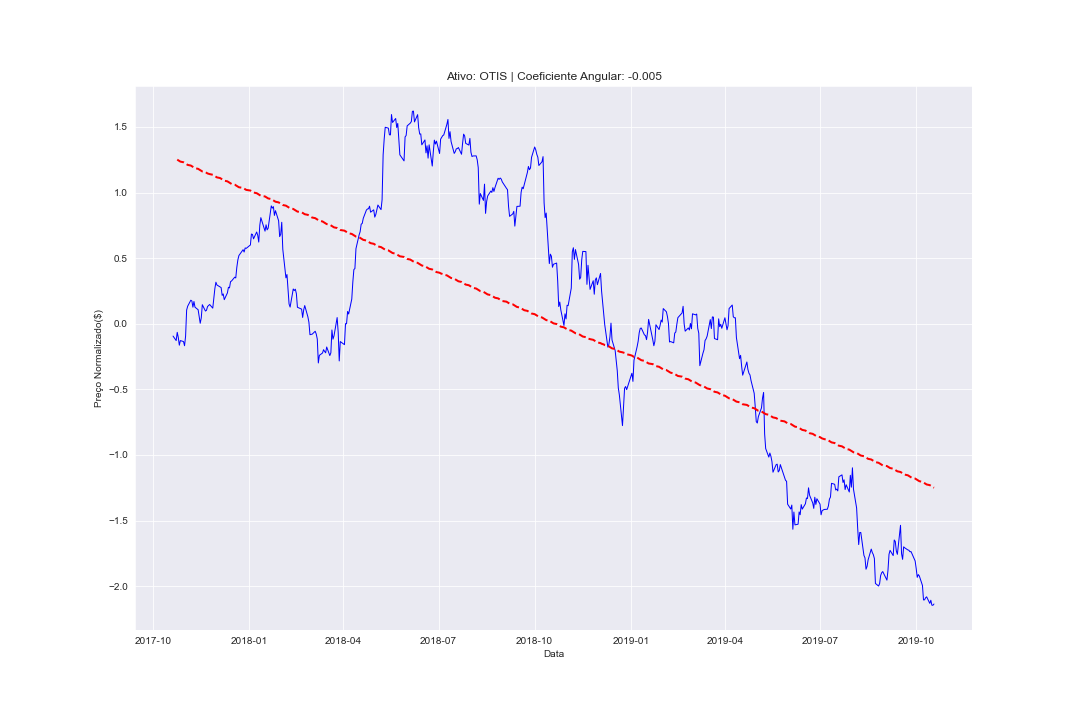 Ativo: OTIS | Coeficiente Angular: -0.005
1.5
1.0
0.5
0.0
−0.5
−1.0
−1.5
−2.0
Preço Normalizado($)
2017-10 2018-01 2018-04 2018-07 2018-10 2019-01 2019-04 2019-07 2019-10
Data